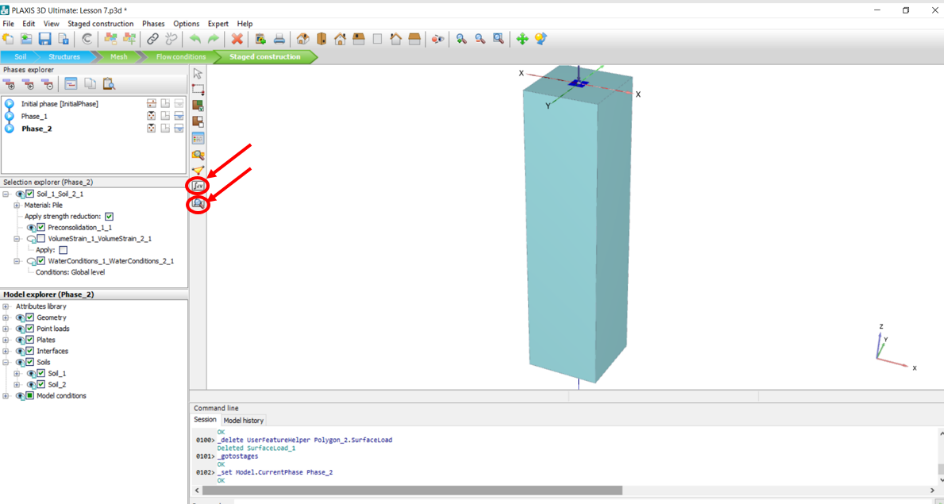 PLAXIS 3D Ultimate: Lesson 7.p3d *
File Edit View Staged construction Phases Options Expert Help
Soil Structures Mesh Flow conditions Staged construction
Phases explorer
Initial phase [InitialPhase]
Phase_1
Phase_2
Selection explorer (Phase_2)
Soil_1_Soil_2_1
Material: Pile
Apply strength reduction:
Preconsolidation_1_1
VolumeStrain_1_VolumeStrain_2_1
Apply:
WaterConditions_1_WaterConditions_2_1
Conditions: Global level
Model explorer (Phase_2)
Attributes library
Geometry
Point loads
Plates
Interfaces
Soils
Soil_1
Soil_2
Model conditions
X
X
Y
Z
Y
X
Command line
Session Model history
OK
0100> _delete UserFeatureHelper Polygon_2.SurfaceLoad
Deleted SurfaceLoad_1
0101> _gotostages
OK
0102> _set Model.CurrentPhase Phase_2
OK